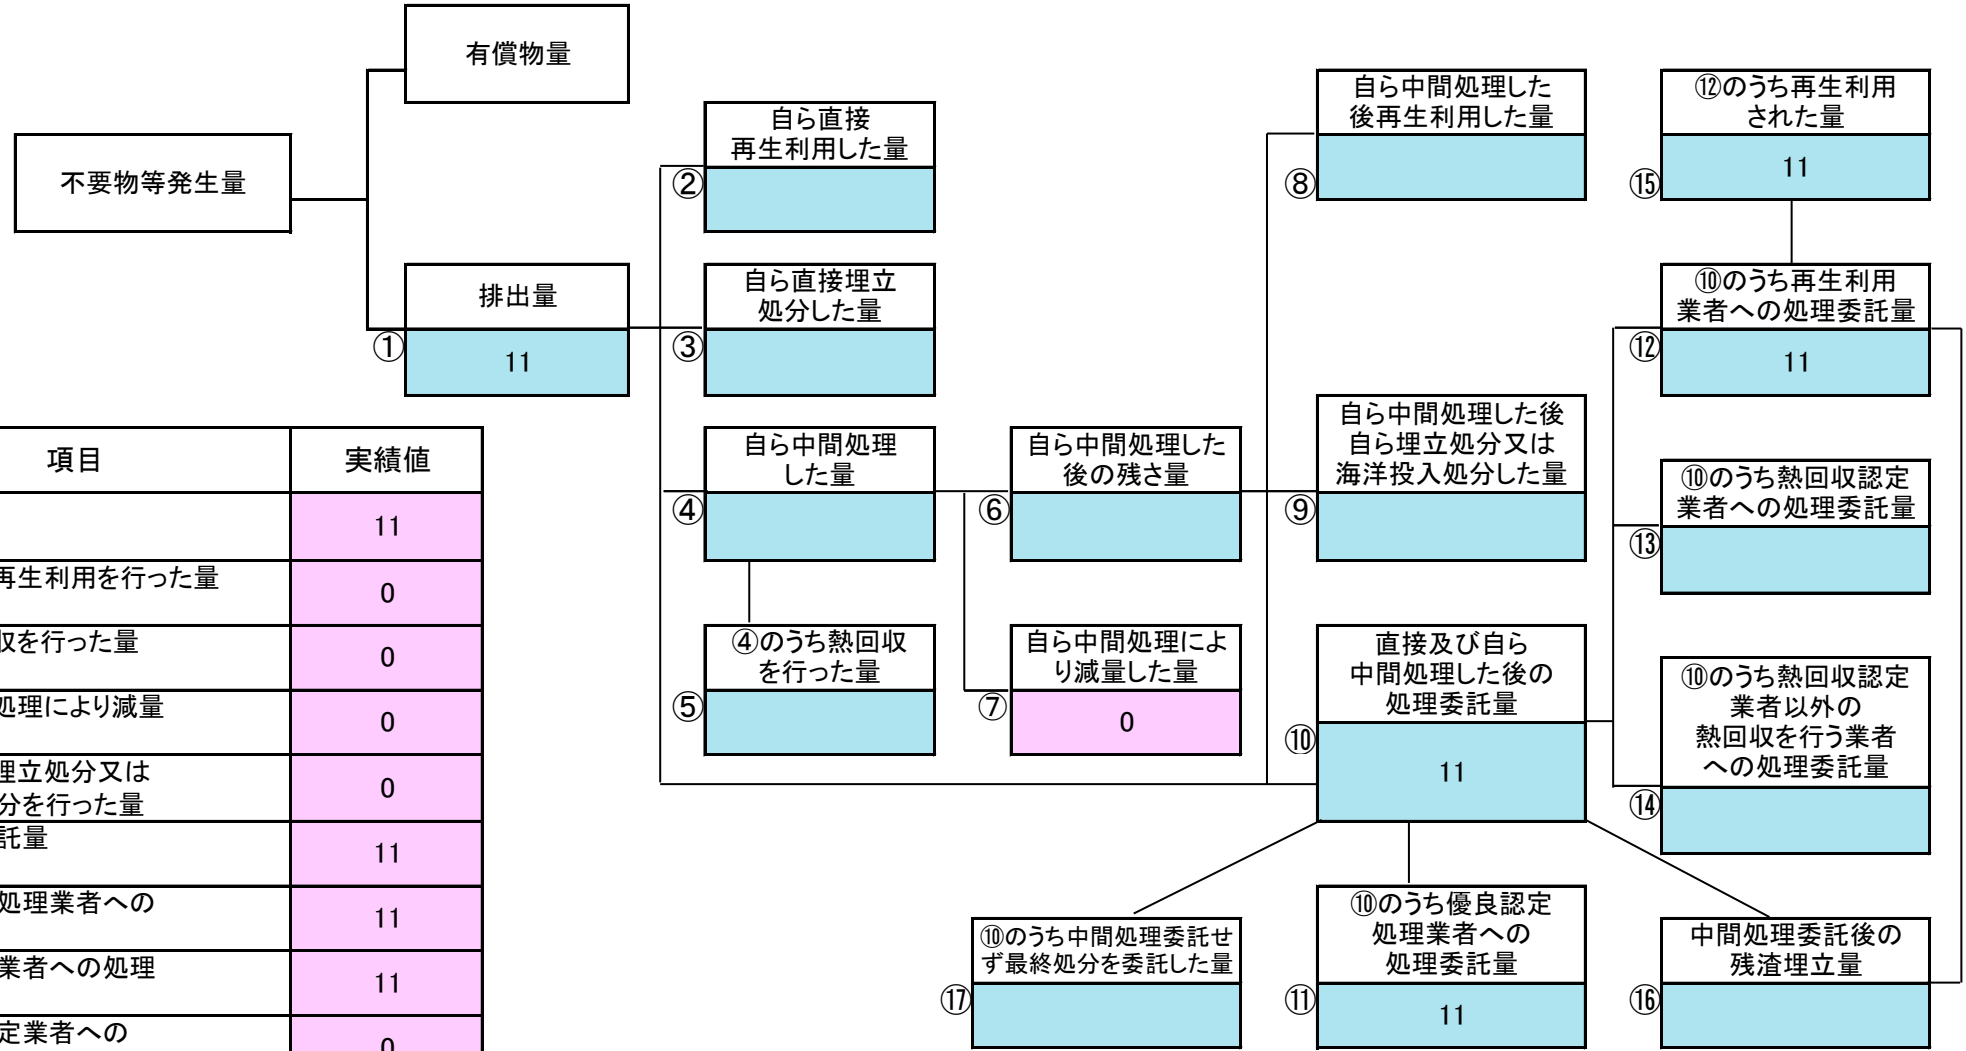 有償物量
不要物等発生量
排出量
①
11
自ら直接
再生利用した量
②
自ら直接埋立
処分した量
③
自ら中間処理
した量
④
④のうち熱回収
を行った量
⑤
自ら中間処理した
後の残さ量
⑥
自ら中間処理によ
り減量した量
⑦
0
自ら中間処理した
後再生利用した量
⑧
自ら中間処理した後
自ら埋立処分又は
海洋投入処分した量
⑨
直接及び自ら
中間処理した後の
処理委託量
⑩
11
⑫のうち再生利用
された量
⑮
11
⑩のうち再生利用
業者への処理委託量
⑫
11
⑩のうち熱回収認定
業者への処理委託量
⑬
⑩のうち熱回収認定
業者以外の
熱回収を行う業者
への処理委託量
⑭
⑩のうち中間処理委託せ
ず最終処分を委託した量
⑰
⑩のうち優良認定
処理業者への
処理委託量
⑪
11
中間処理委託後の
残渣埋立量
⑯
項目
実績値
11
再生利用を行った量
0
収を行った量
0
処理により減量
0
埋立処分又は
分を行った量
0
託量
11
処理業者への
11
業者への処理
11
定業者への
0